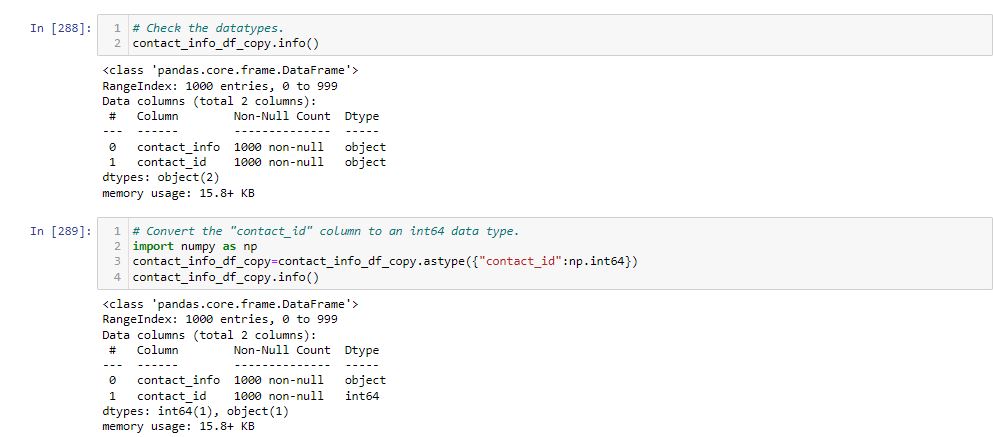 In [288]:
1 # Check the datatypes.
2 contact_info_df_copy.info()
<class 'pandas.core.frame.DataFrame'>
RangeIndex: 1000 entries, 0 to 999
Data columns (total 2 columns):
 #   Column        Non-Null Count  Dtype
---  ------        --------------  -----
 0   contact_info  1000 non-null   object
 1   contact_id    1000 non-null   object
dtypes: object(2)
memory usage: 15.8+ KB
In [289]:
1 # Convert the "contact_id" column to an int64 data type.
2 import numpy as np
3 contact_info_df_copy=contact_info_df_copy.astype({"contact_id":np.int64})
4 contact_info_df_copy.info()
<class 'pandas.core.frame.DataFrame'>
RangeIndex: 1000 entries, 0 to 999
Data columns (total 2 columns):
 #   Column        Non-Null Count  Dtype
---  ------        --------------  -----
 0   contact_info  1000 non-null   object
 1   contact_id    1000 non-null   int64
dtypes: int64(1), object(1)
memory usage: 15.8+ KB